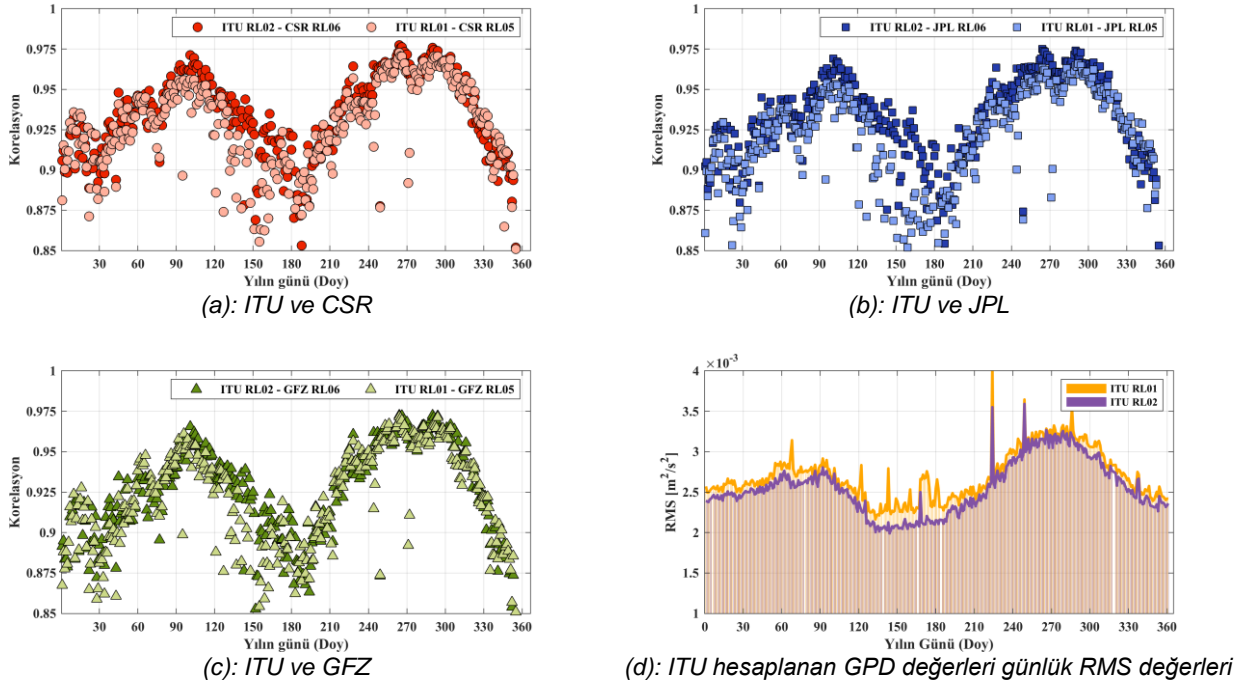 ITU RL02 - CSR RL06 ITU RL01 - CSR RL05
1
0.975
0.95
0.925
0.9
0.875
0.85
Korelasyon
30 60 90 120 150 180 210 240 270 300 330 360
Yılın günü (Doy)
(a): ITU ve CSR
ITU RL02 - JPL RL06 ITU RL01 - JPL RL05
1
0.975
0.95
0.925
0.9
0.875
0.85
Korelasyon
30 60 90 120 150 180 210 240 270 300 330 360
Yılın günü (Doy)
(b): ITU ve JPL
ITU RL02 - GFZ RL06 ITU RL01 - GFZ RL05
1
0.975
0.95
0.925
0.9
0.875
0.85
Korelasyon
30 60 90 120 150 180 210 240 270 300 330 360
Yılın günü (Doy)
(c): ITU ve GFZ
×10⁻³
ITU RL01
ITU RL02
4
3.5
3
2.5
2
1.5
1
RMS [m²/s²]
0 30 60 90 120 150 180 210 240 270 300 330 360
Yılın Günü (Doy)
(d): ITU hesaplanan GPD değerleri günlük RMS değerleri